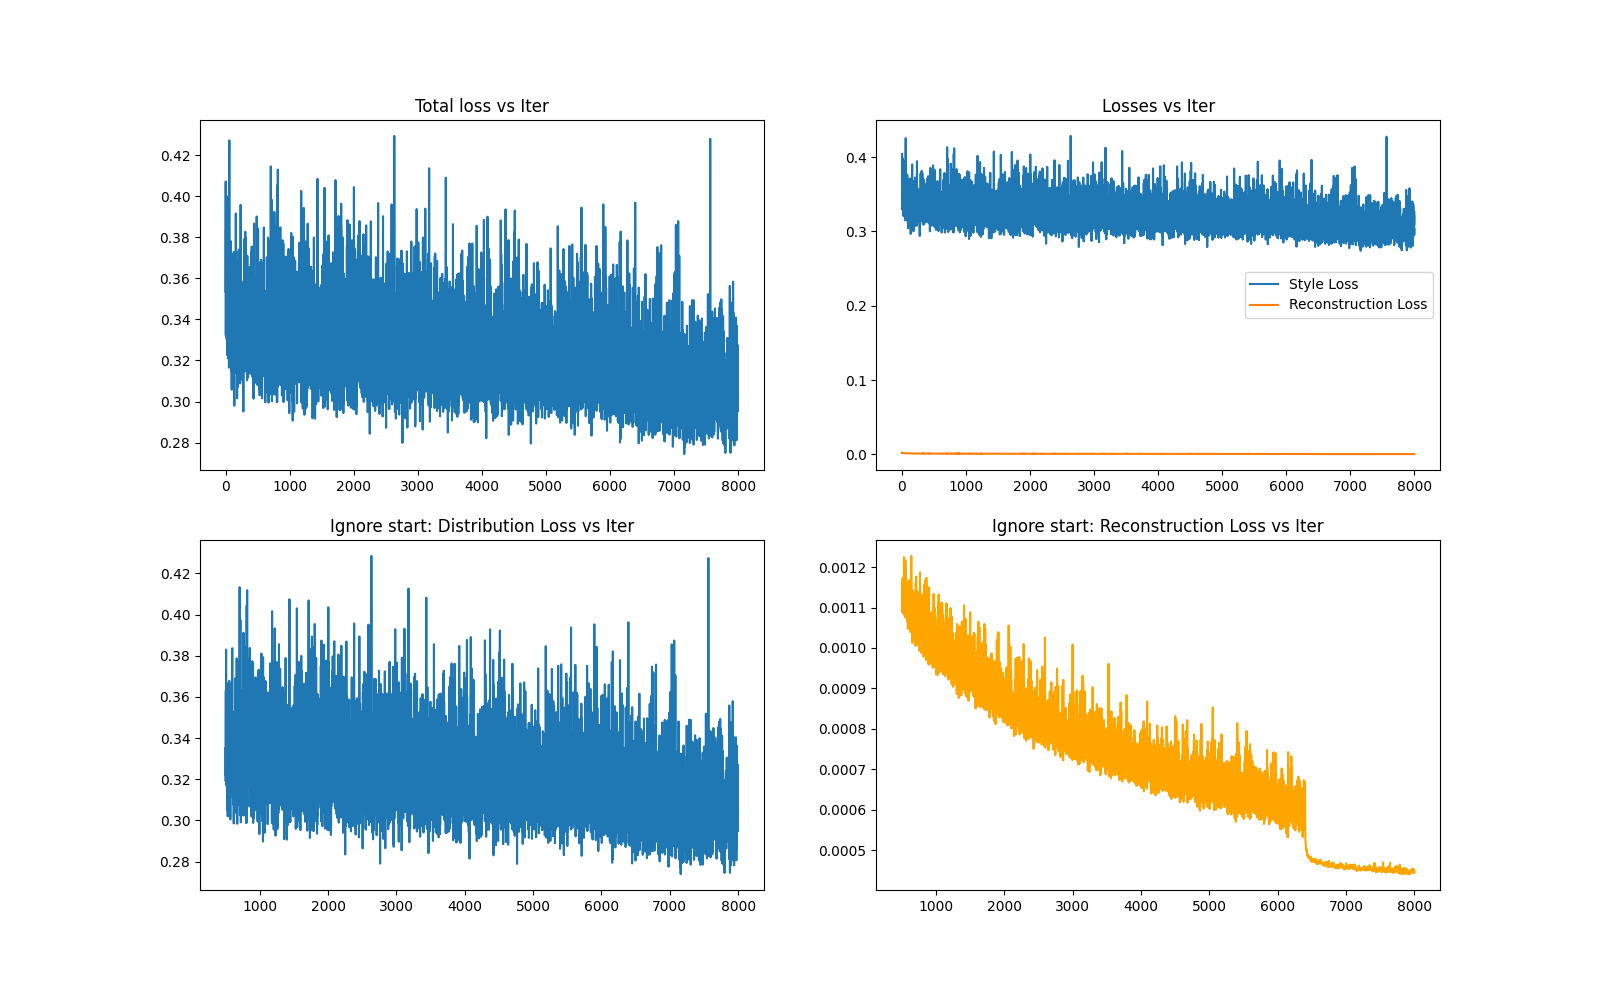 Total loss vs Iter
0.42
0.40
0.38
0.36
0.34
0.32
0.30
0.28
0 1000 2000 3000 4000 5000 6000 7000 8000
Losses vs Iter
0.4
0.3
0.2
0.1
0.0
Style Loss
Reconstruction Loss
0 1000 2000 3000 4000 5000 6000 7000 8000
Ignore start: Distribution Loss vs Iter
0.42
0.40
0.38
0.36
0.34
0.32
0.30
0.28
1000 2000 3000 4000 5000 6000 7000 8000
Ignore start: Reconstruction Loss vs Iter
0.0012
0.0011
0.0010
0.0009
0.0008
0.0007
0.0006
0.0005
1000 2000 3000 4000 5000 6000 7000 8000